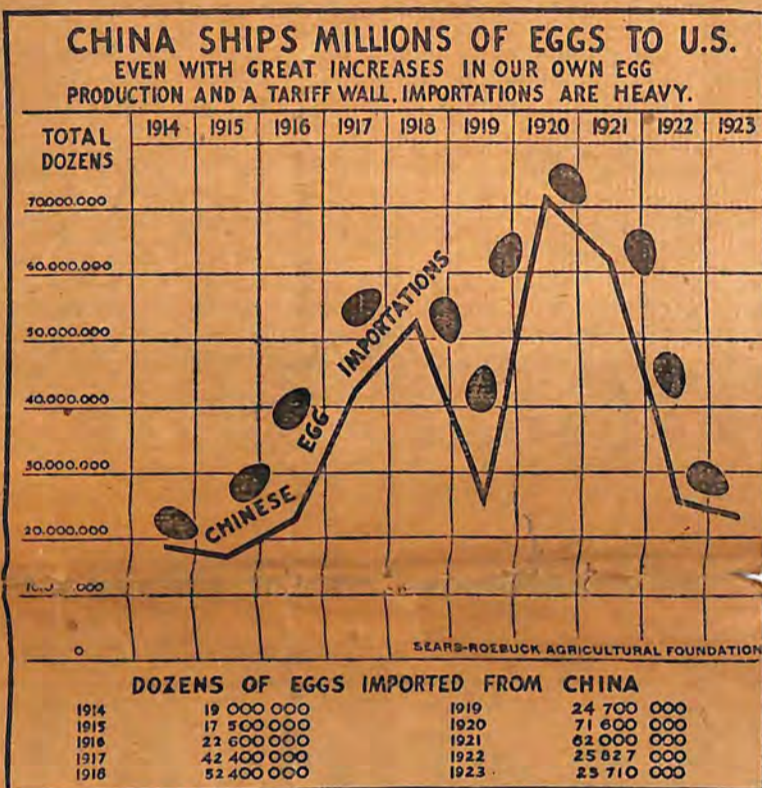 CHINA SHIPS MILLIONS OF EGGS TO U.S.
EVEN WITH GREAT INCREASES IN OUR OWN EGG
PRODUCTION AND A TARIFF WALL, IMPORTATIONS ARE HEAVY.
TOTAL DOZENS
1914 1915 1916 1917 1918 1919 1920 1921 1922 1923
70.000.000
60.000.000
50.000.000
40.000.000
30.000.000
20.000.000
0
CHINESE EGG IMPORTATIONS
SEARS-ROEBUCK AGRICULTURAL FOUNDATION
DOZENS OF EGGS IMPORTED FROM CHINA
1914 19 000 000 1919 24 700 000
1915 17 500 000 1920 71 600 000
1916 22 600 000 1921 62 000 000
1917 42 400 000 1922 25 827 000
1918 52 400 000 1923 23 710 000